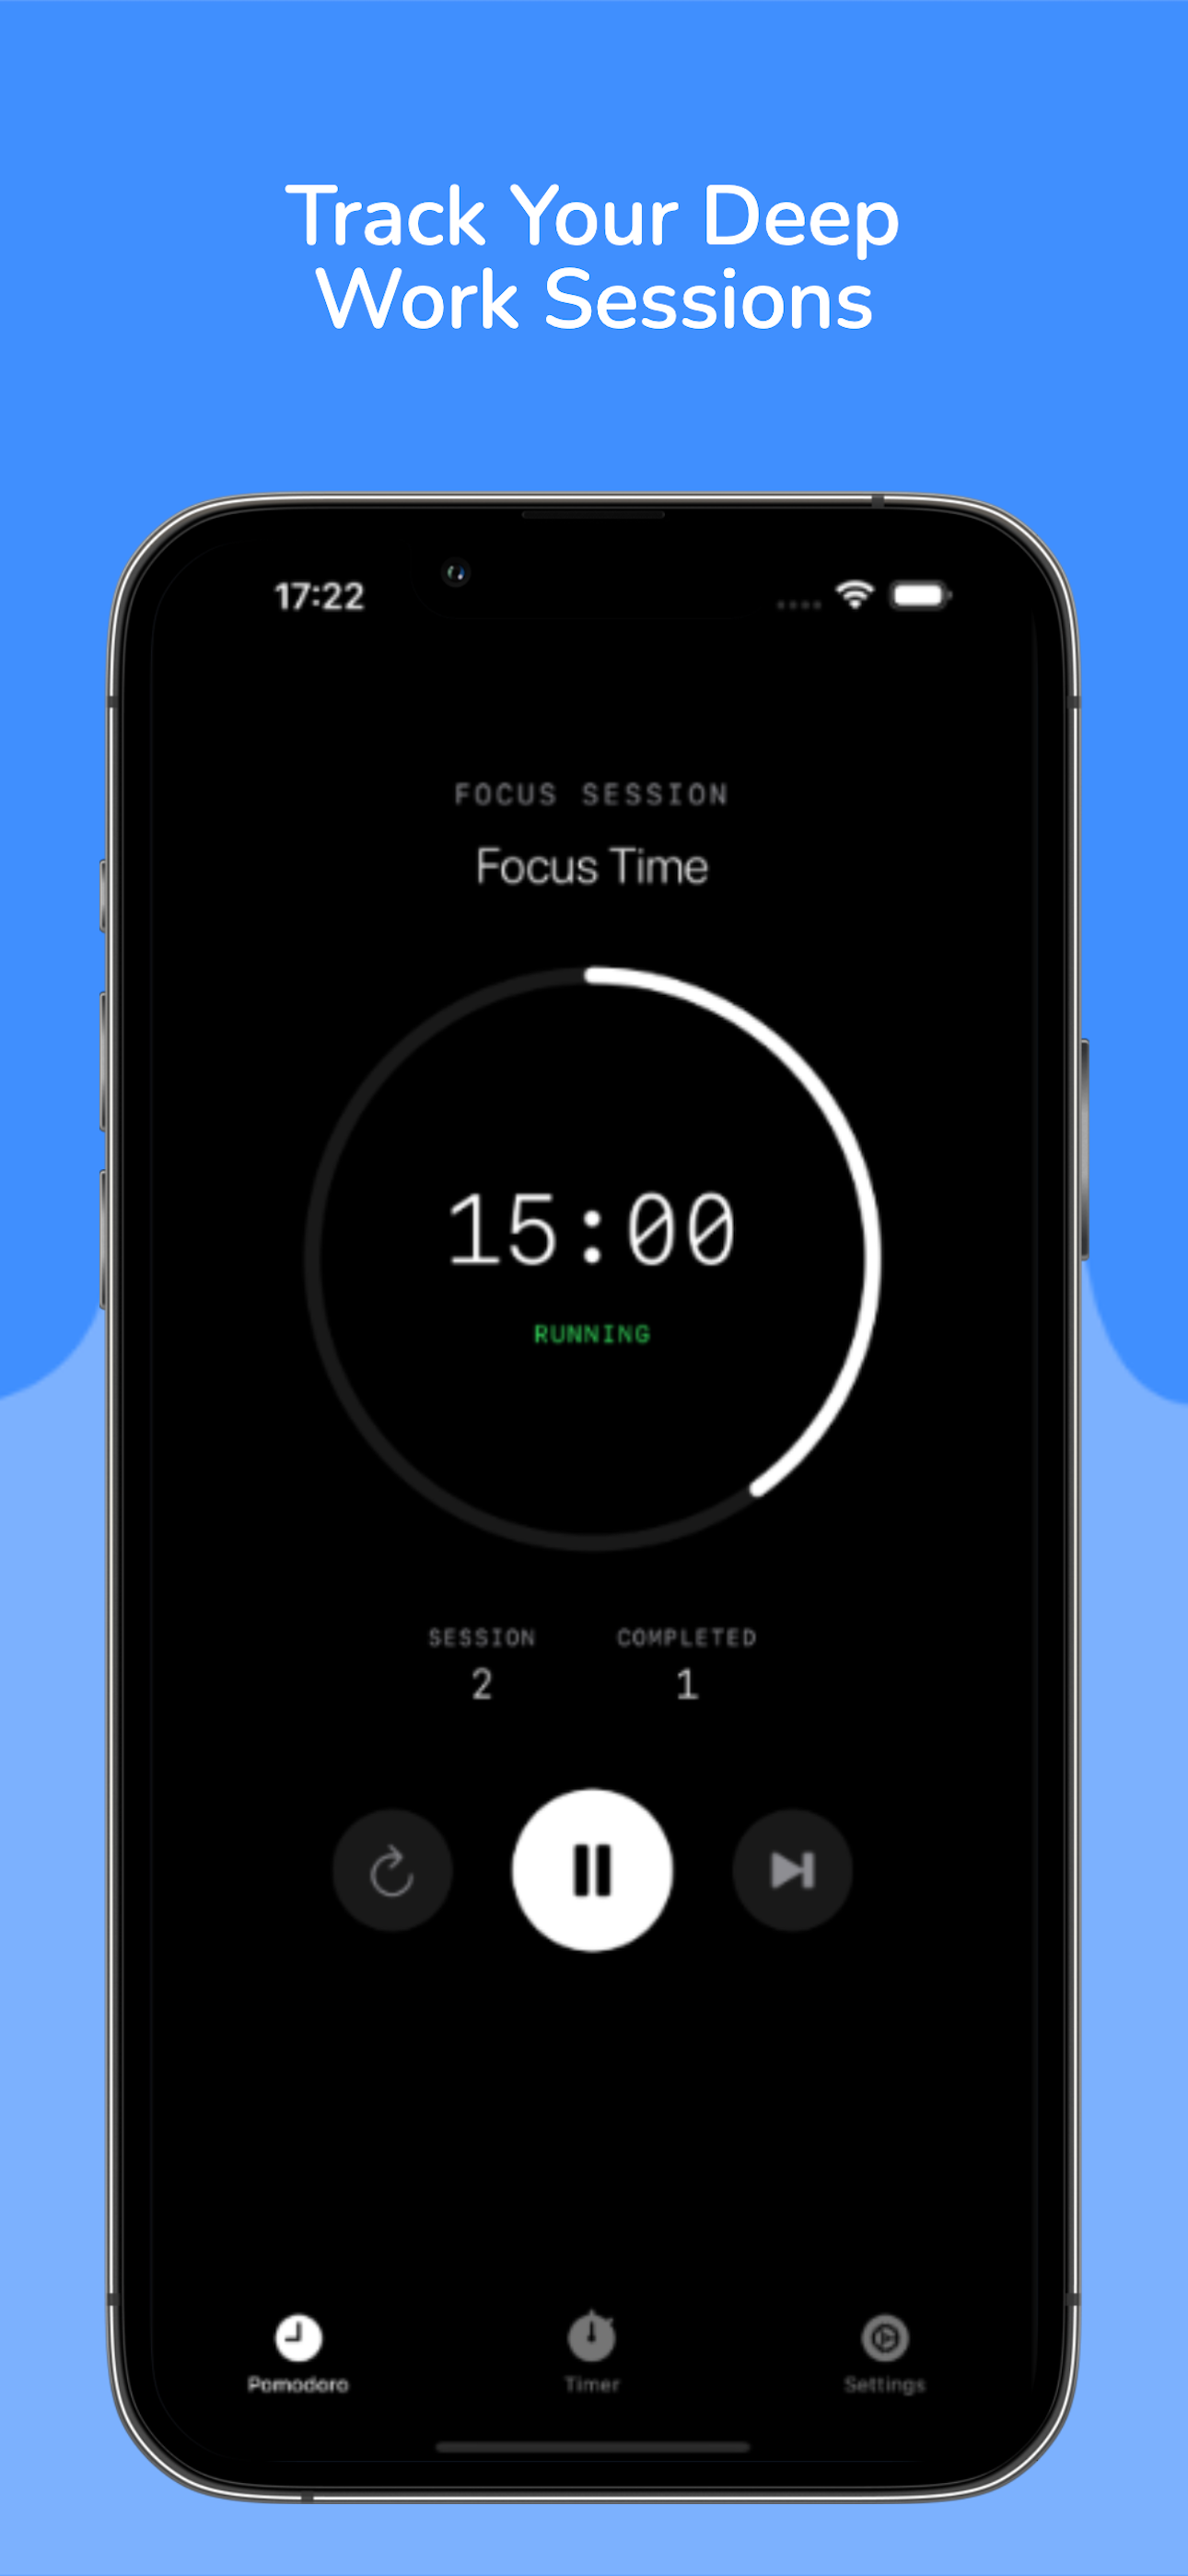 Track Your Deep
Work Sessions
17:22
FOCUS SESSION
Focus Time
15:00
RUNNING
SESSION COMPLETED
2 1
Pomodoro Timer Settings